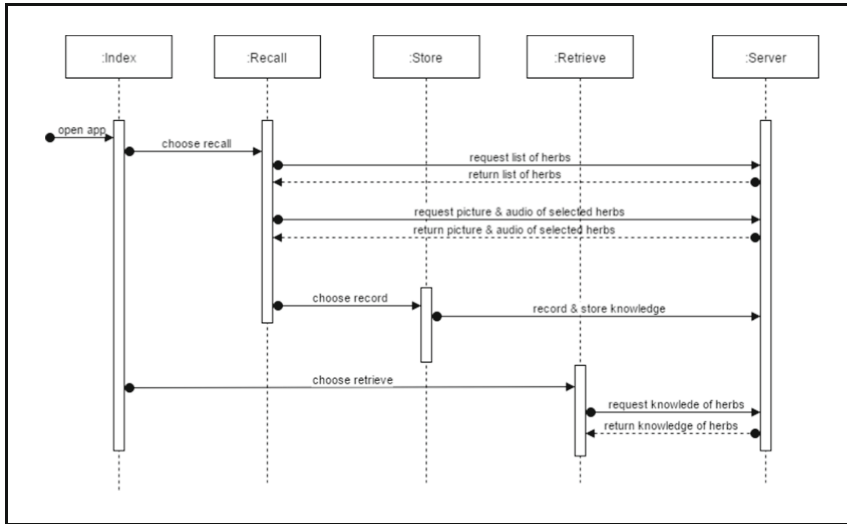 :Index
:Recall
:Store
:Retrieve
:Server
open app
choose recall
request list of herbs
return list of herbs
request picture & audio of selected herbs
return picture & audio of selected herbs
choose record
record & store knowledge
choose retrieve
request knowlede of herbs
return knowledge of herbs